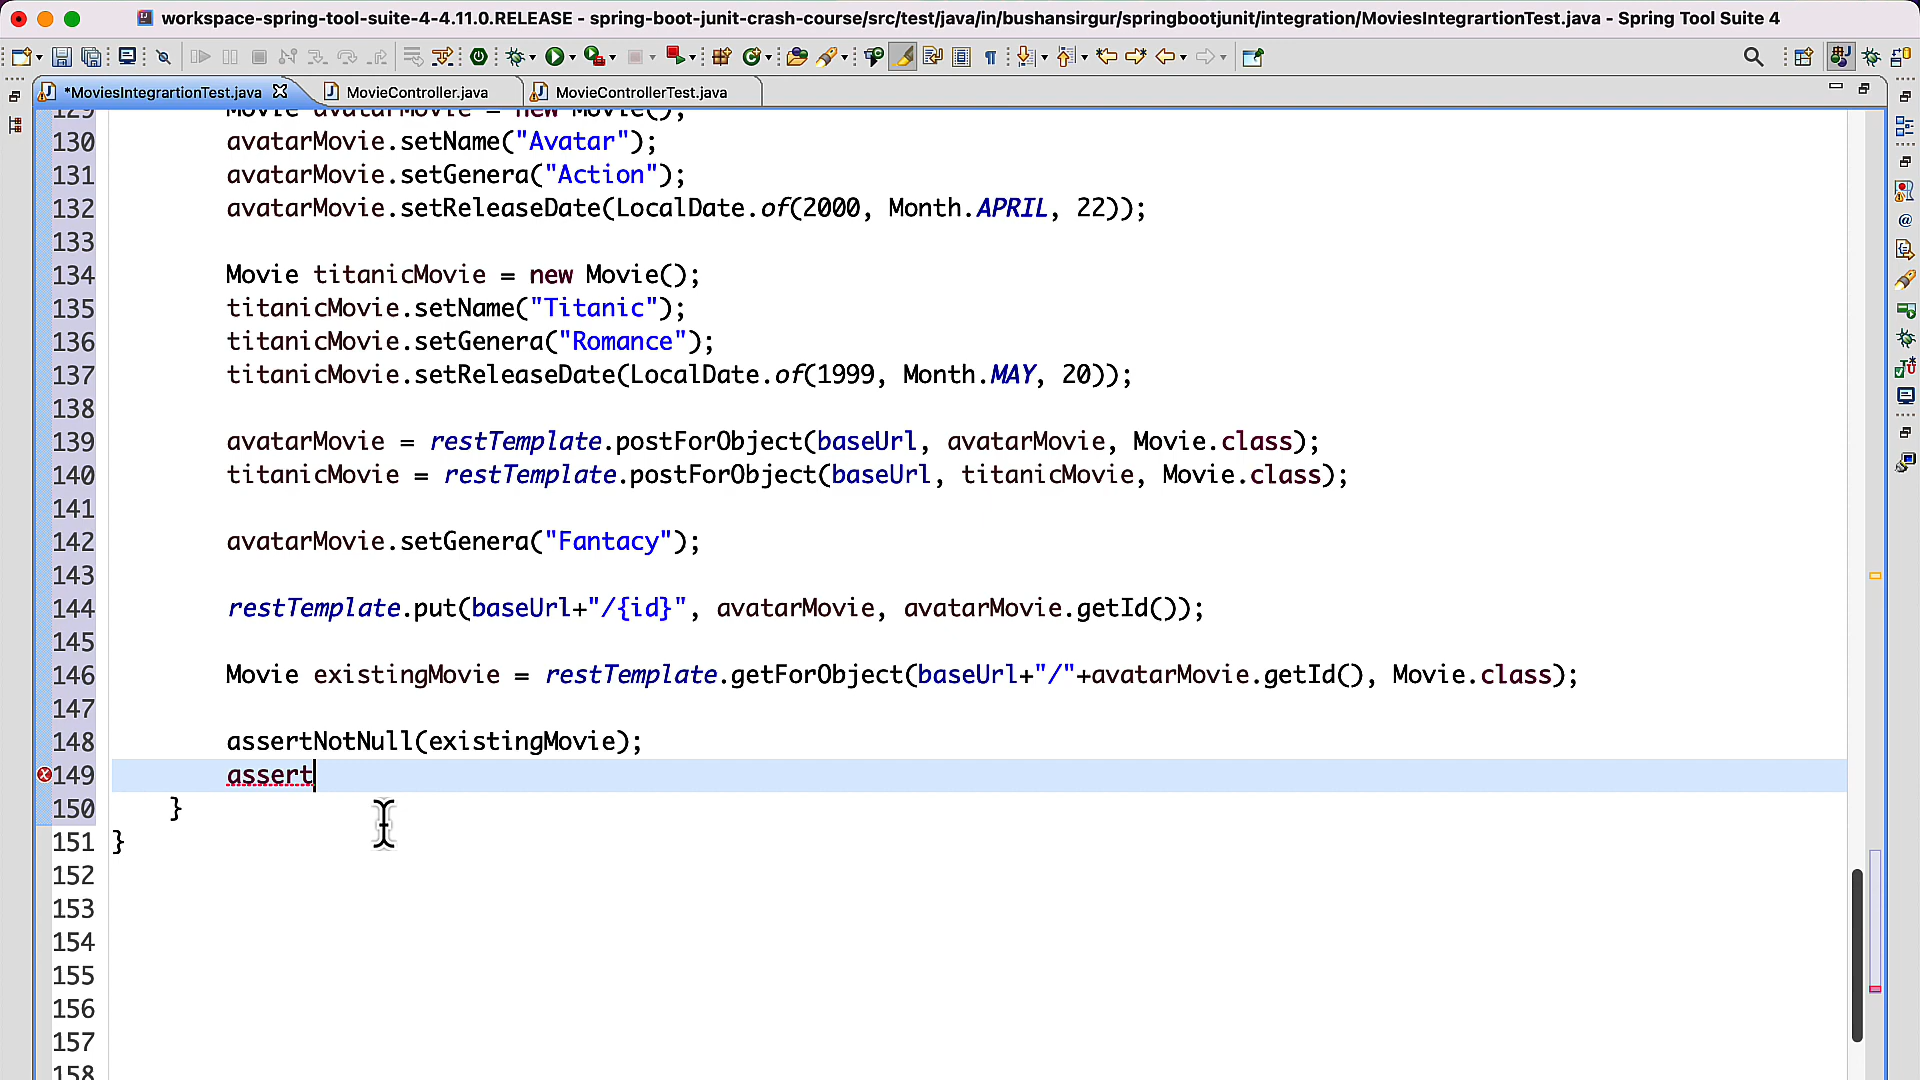 workspace-spring-tool-suite-4-4.11.0.RELEASE - spring-boot-junit-crash-course/src/test/java/in/bushansirgur/springbootjunit/integration/MoviesIntegrartionTest.java - Spring Tool Suite 4
*MoviesIntegrartionTest.java MovieController.java MovieControllerTest.java
129 Movie avatarMovie = new Movie();
130 avatarMovie.setName("Avatar");
131 avatarMovie.setGenera("Action");
132 avatarMovie.setReleaseDate(LocalDate.of(2000, Month.APRIL, 22));
133
134 Movie titanicMovie = new Movie();
135 titanicMovie.setName("Titanic");
136 titanicMovie.setGenera("Romance");
137 titanicMovie.setReleaseDate(LocalDate.of(1999, Month.MAY, 20));
138
139 avatarMovie = restTemplate.postForObject(baseUrl, avatarMovie, Movie.class);
140 titanicMovie = restTemplate.postForObject(baseUrl, titanicMovie, Movie.class);
141
142 avatarMovie.setGenera("Fantacy");
143
144 restTemplate.put(baseUrl+"/{id}", avatarMovie, avatarMovie.getId());
145
146 Movie existingMovie = restTemplate.getForObject(baseUrl+"/"+avatarMovie.getId(), Movie.class);
147
148 assertNotNull(existingMovie);
149 assert
150 }
151 }
152
153
154
155
156
157
158